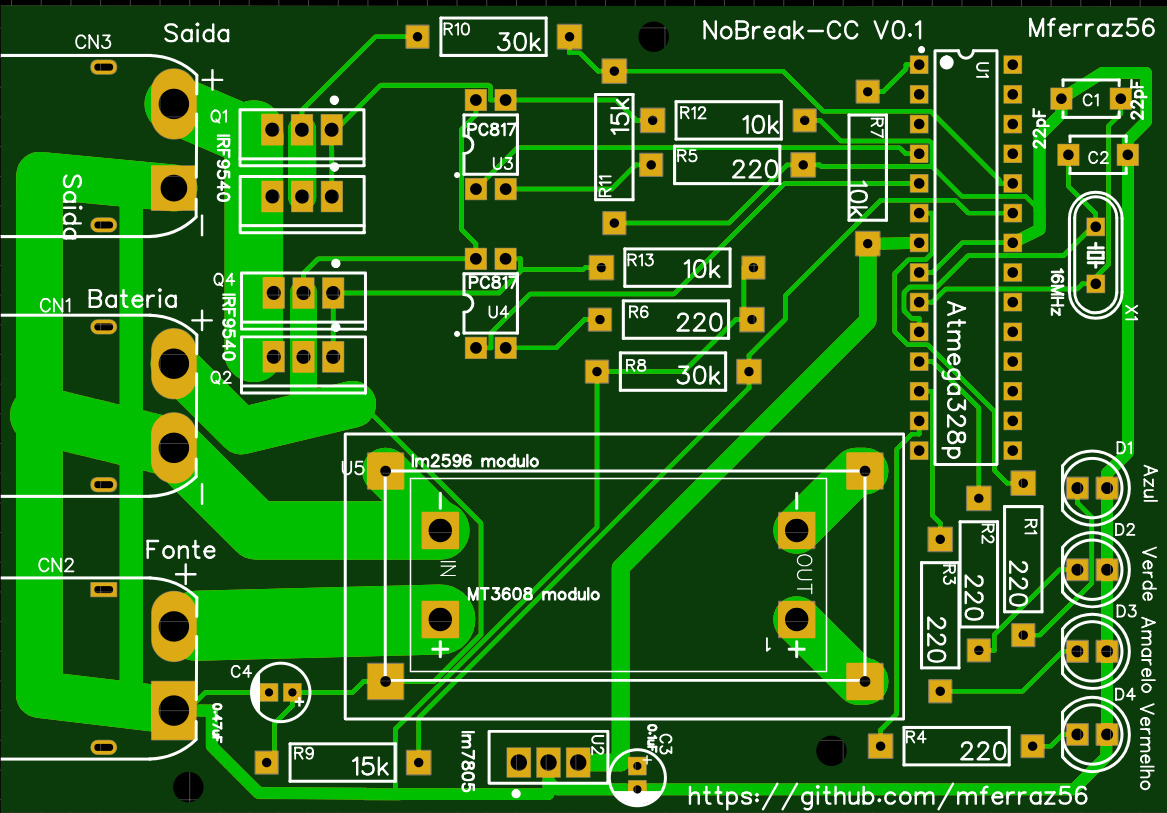 NoBreak-CC V0.1
Mferraz56
CN3
Saida
+
R10
30k
U1
C1
22pF
22pF
C2
Q1
IRF9540
PC817
U3
15k
R11
R12
10k
R5
220
R7
10k
Saida
−
Q4
IRF9540
Q2
PC817
U4
R13
10k
R6
220
R8
30k
16MHz
X1
CN1
Bateria
+
−
Atmega328p
U5
lm2596 modulo
−
IN
−
OUT
MT3608 modulo
+
+
1
D1
Azul
D2
Verde
D3
Amarelo
D4
Vermelho
R1
220
R2
220
R3
220
R4
220
CN2
Fonte
+
C4
+
0.47uF
R9
15k
lm7805
U2
0.1uF
C3
+
https://github.com/mferraz56